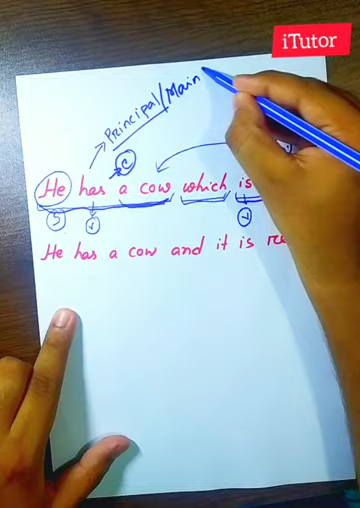 iTutor
Principal/Main
C
He has a cow which is
S V V
He has a cow and it is